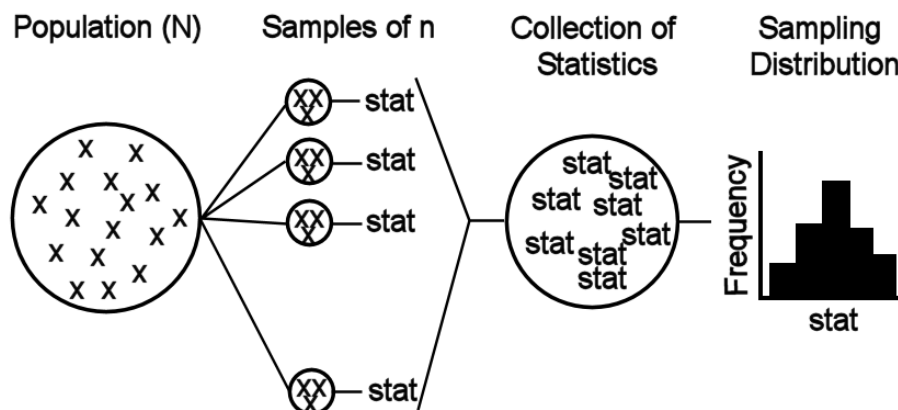 Population (N)
Samples of n
Collection of
Statistics
Sampling
Distribution
X X
X X X
X X X X
X X X
X X X
X X
XX
X
stat
XX
X
stat
XX
X
stat
XX
X
stat
stat
stat
stat
stat
stat
stat
stat
stat
Frequency
stat